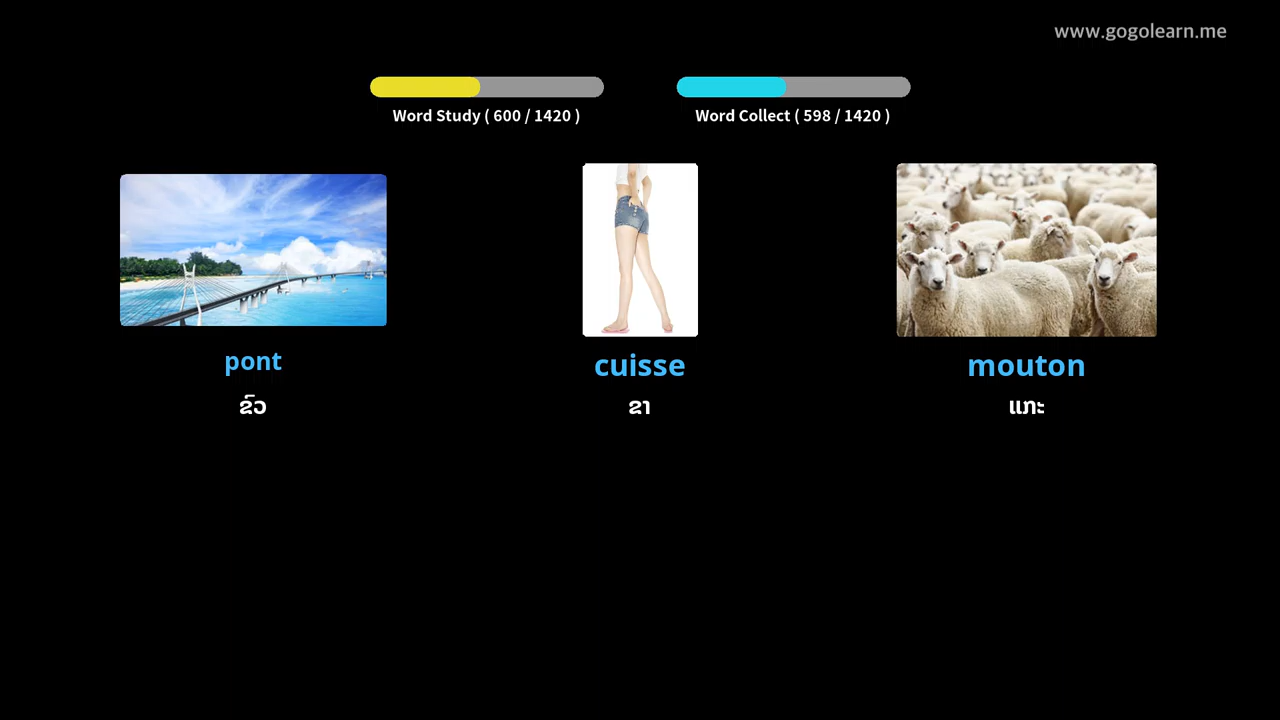 www.gogolearn.me
Word Study ( 600 / 1420 )
Word Collect ( 598 / 1420 )
pont
cuisse
mouton
ຂົວ
ຂາ
ແກະ